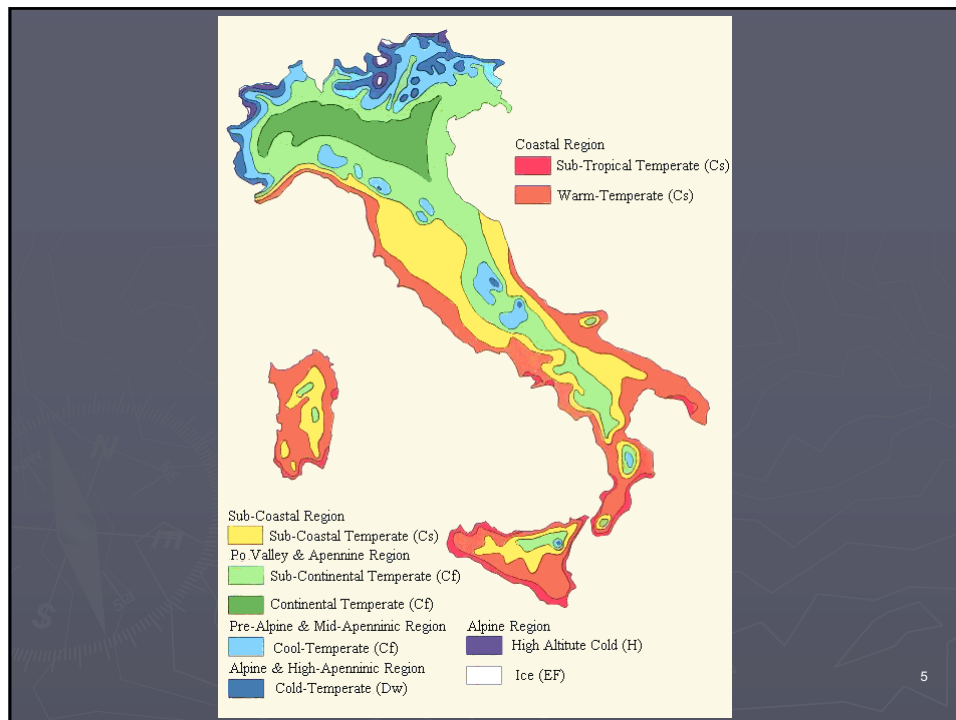 Coastal Region
Sub-Tropical Temperate (Cs)
Warm-Temperate (Cs)
Sub-Coastal Region
Sub-Coastal Temperate (Cs)
Po Valley & Apennine Region
Sub-Continental Temperate (Cf)
Continental Temperate (Cf)
Pre-Alpine & Mid-Apenninic Region
Cool-Temperate (Cf)
Alpine & High-Apenninic Region
Cold-Temperate (Dw)
Alpine Region
High Altitute Cold (H)
Ice (EF)
N
S
5